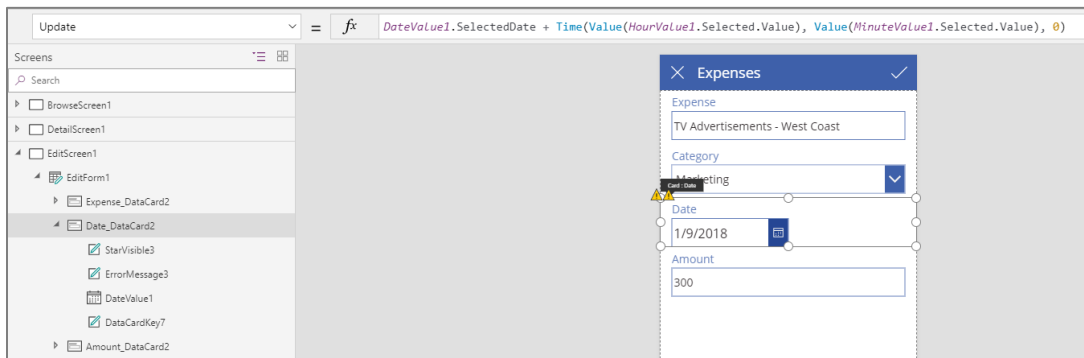 Update = fx DateValue1.SelectedDate + Time(Value(HourValue1.Selected.Value), Value(MinuteValue1.Selected.Value), 0)
Screens
Search
BrowseScreen1
DetailScreen1
EditScreen1
EditForm1
Expense_DataCard2
Date_DataCard2
StarVisible3
ErrorMessage3
DateValue1
DataCardKey7
Amount_DataCard2
Expenses
Expense
TV Advertisements - West Coast
Category
Marketing
Card : Date
Date
1/9/2018
Amount
300